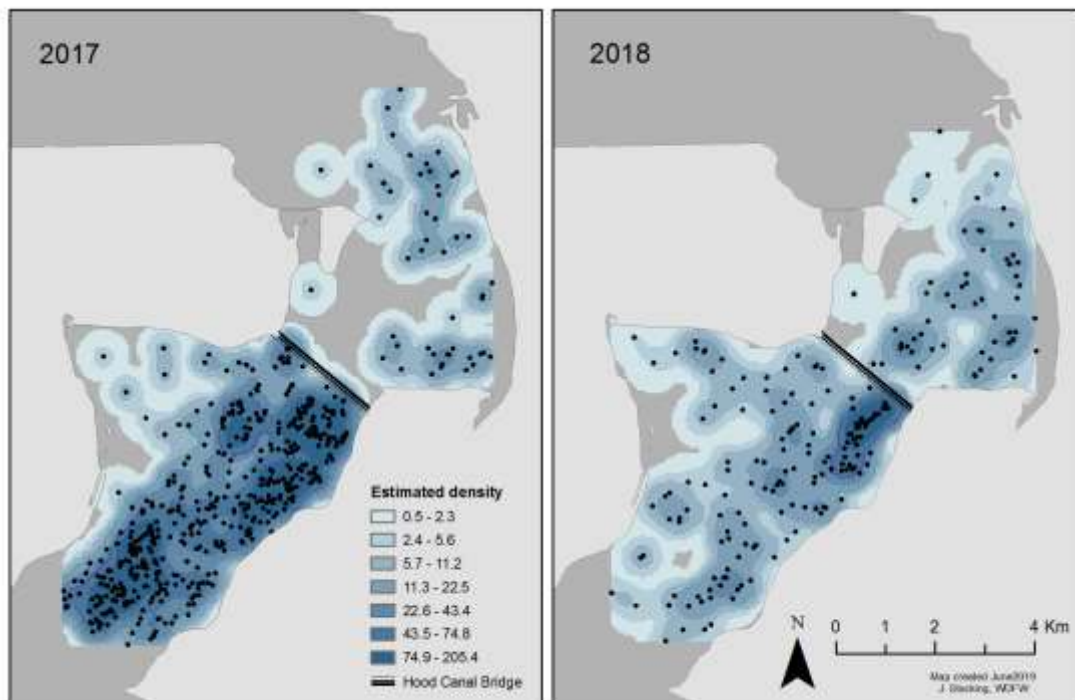 2017
2018
Estimated density
0.5 - 2.3
2.4 - 5.6
5.7 - 11.2
11.3 - 22.5
22.6 - 43.4
43.5 - 74.8
74.9 - 205.4
Hood Canal Bridge
N
0 1 2 4 Km
Map created June2019
J. Stocking, WDFW